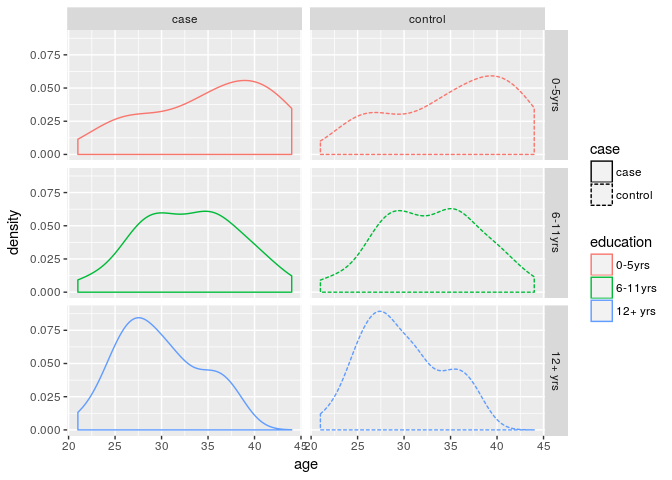 case control
0.075
0.050
0.025
0.000
0-5yrs
0.075
0.050
0.025
0.000
6-11yrs
0.075
0.050
0.025
0.000
12+ yrs
density
20 25 30 35 40 45 20 25 30 35 40 45
age
case
case
control
education
0-5yrs
6-11yrs
12+ yrs